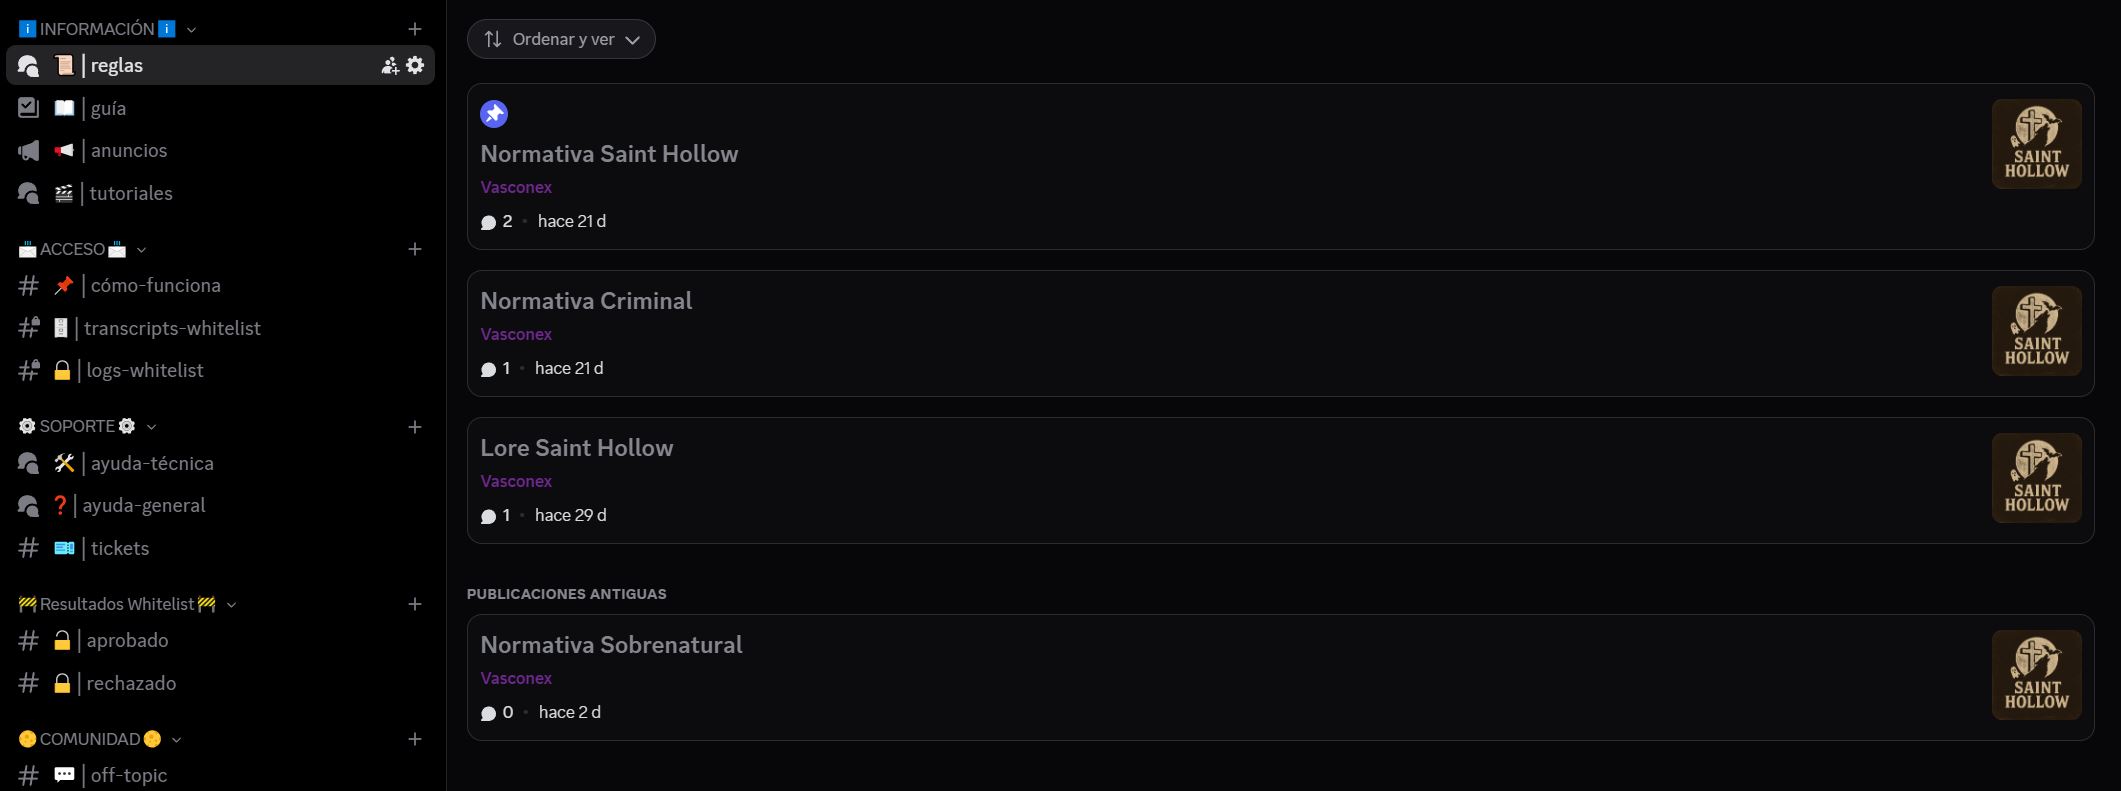 INFORMACIÓN
| reglas
| guía
| anuncios
| tutoriales
ACCESO
| cómo-funciona
| transcripts-whitelist
| logs-whitelist
SOPORTE
| ayuda-técnica
| ayuda-general
| tickets
Resultados Whitelist
| aprobado
| rechazado
COMUNIDAD
| off-topic
Ordenar y ver
Normativa Saint Hollow
Vasconex
2 • hace 21 d
SAINT
HOLLOW
Normativa Criminal
Vasconex
1 • hace 21 d
SAINT
HOLLOW
Lore Saint Hollow
Vasconex
1 • hace 29 d
SAINT
HOLLOW
PUBLICACIONES ANTIGUAS
Normativa Sobrenatural
Vasconex
0 • hace 2 d
SAINT
HOLLOW